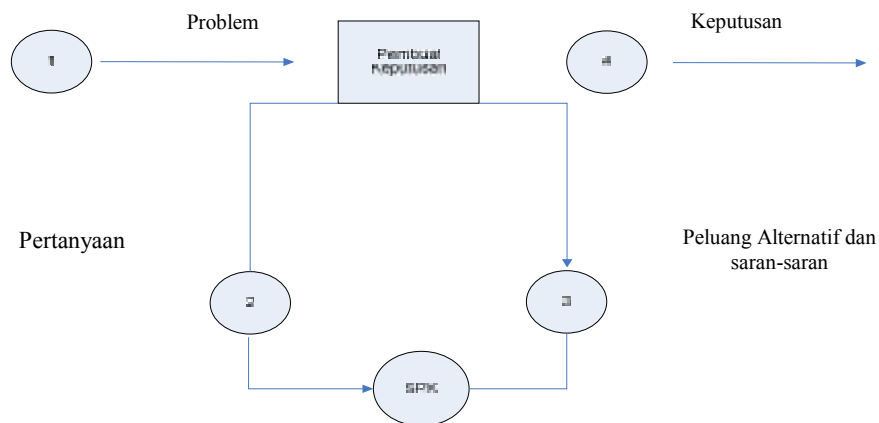 Problem
Keputusan
1
Pembuat
Keputusan
4
Pertanyaan
Peluang Alternatif dan
saran-saran
2
3
SPK